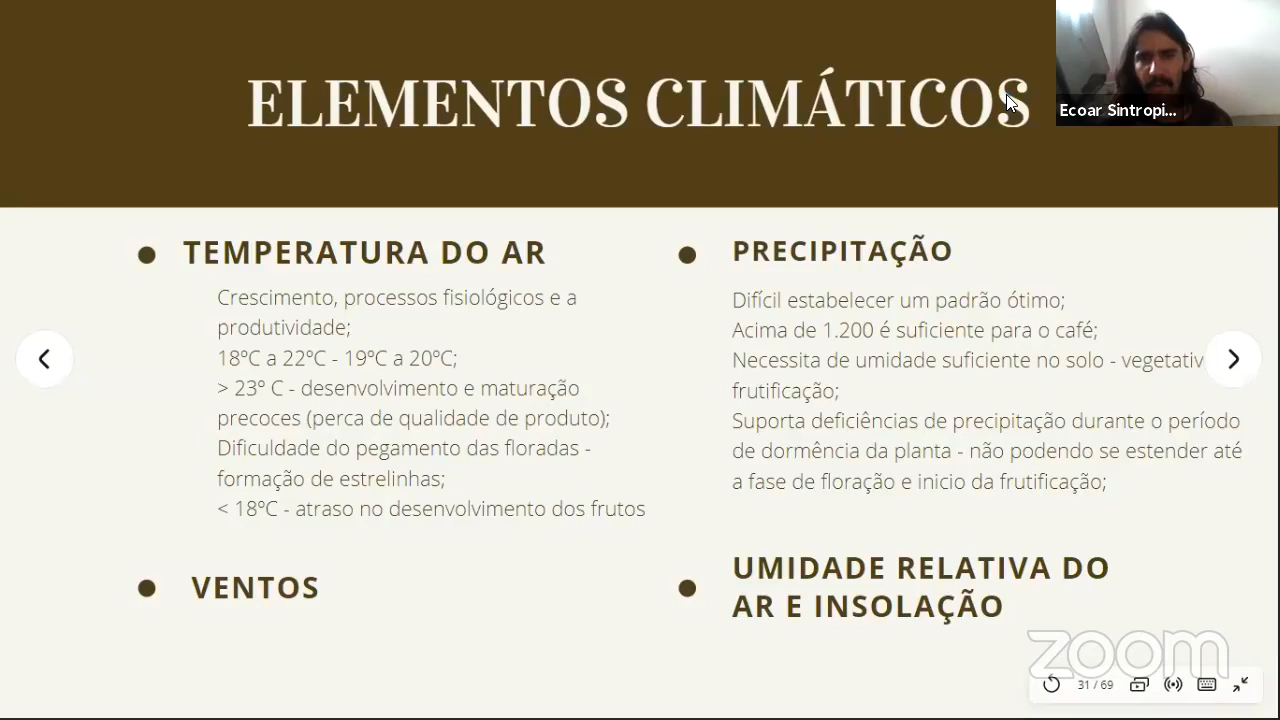 ELEMENTOS CLIMÁTICOS
Ecoar Sintropi...
TEMPERATURA DO AR
Crescimento, processos fisiológicos e a
produtividade;
18ºC a 22ºC - 19ºC a 20ºC;
> 23º C - desenvolvimento e maturação
precoces (perca de qualidade de produto);
Dificuldade do pegamento das floradas -
formação de estrelinhas;
< 18ºC - atraso no desenvolvimento dos frutos
VENTOS
PRECIPITAÇÃO
Difícil estabelecer um padrão ótimo;
Acima de 1.200 é suficiente para o café;
Necessita de umidade suficiente no solo - vegetativ
frutificação;
Suporta deficiências de precipitação durante o período
de dormência da planta - não podendo se estender até
a fase de floração e inicio da frutificação;
UMIDADE RELATIVA DO
AR E INSOLAÇÃO
zoom
31 / 69